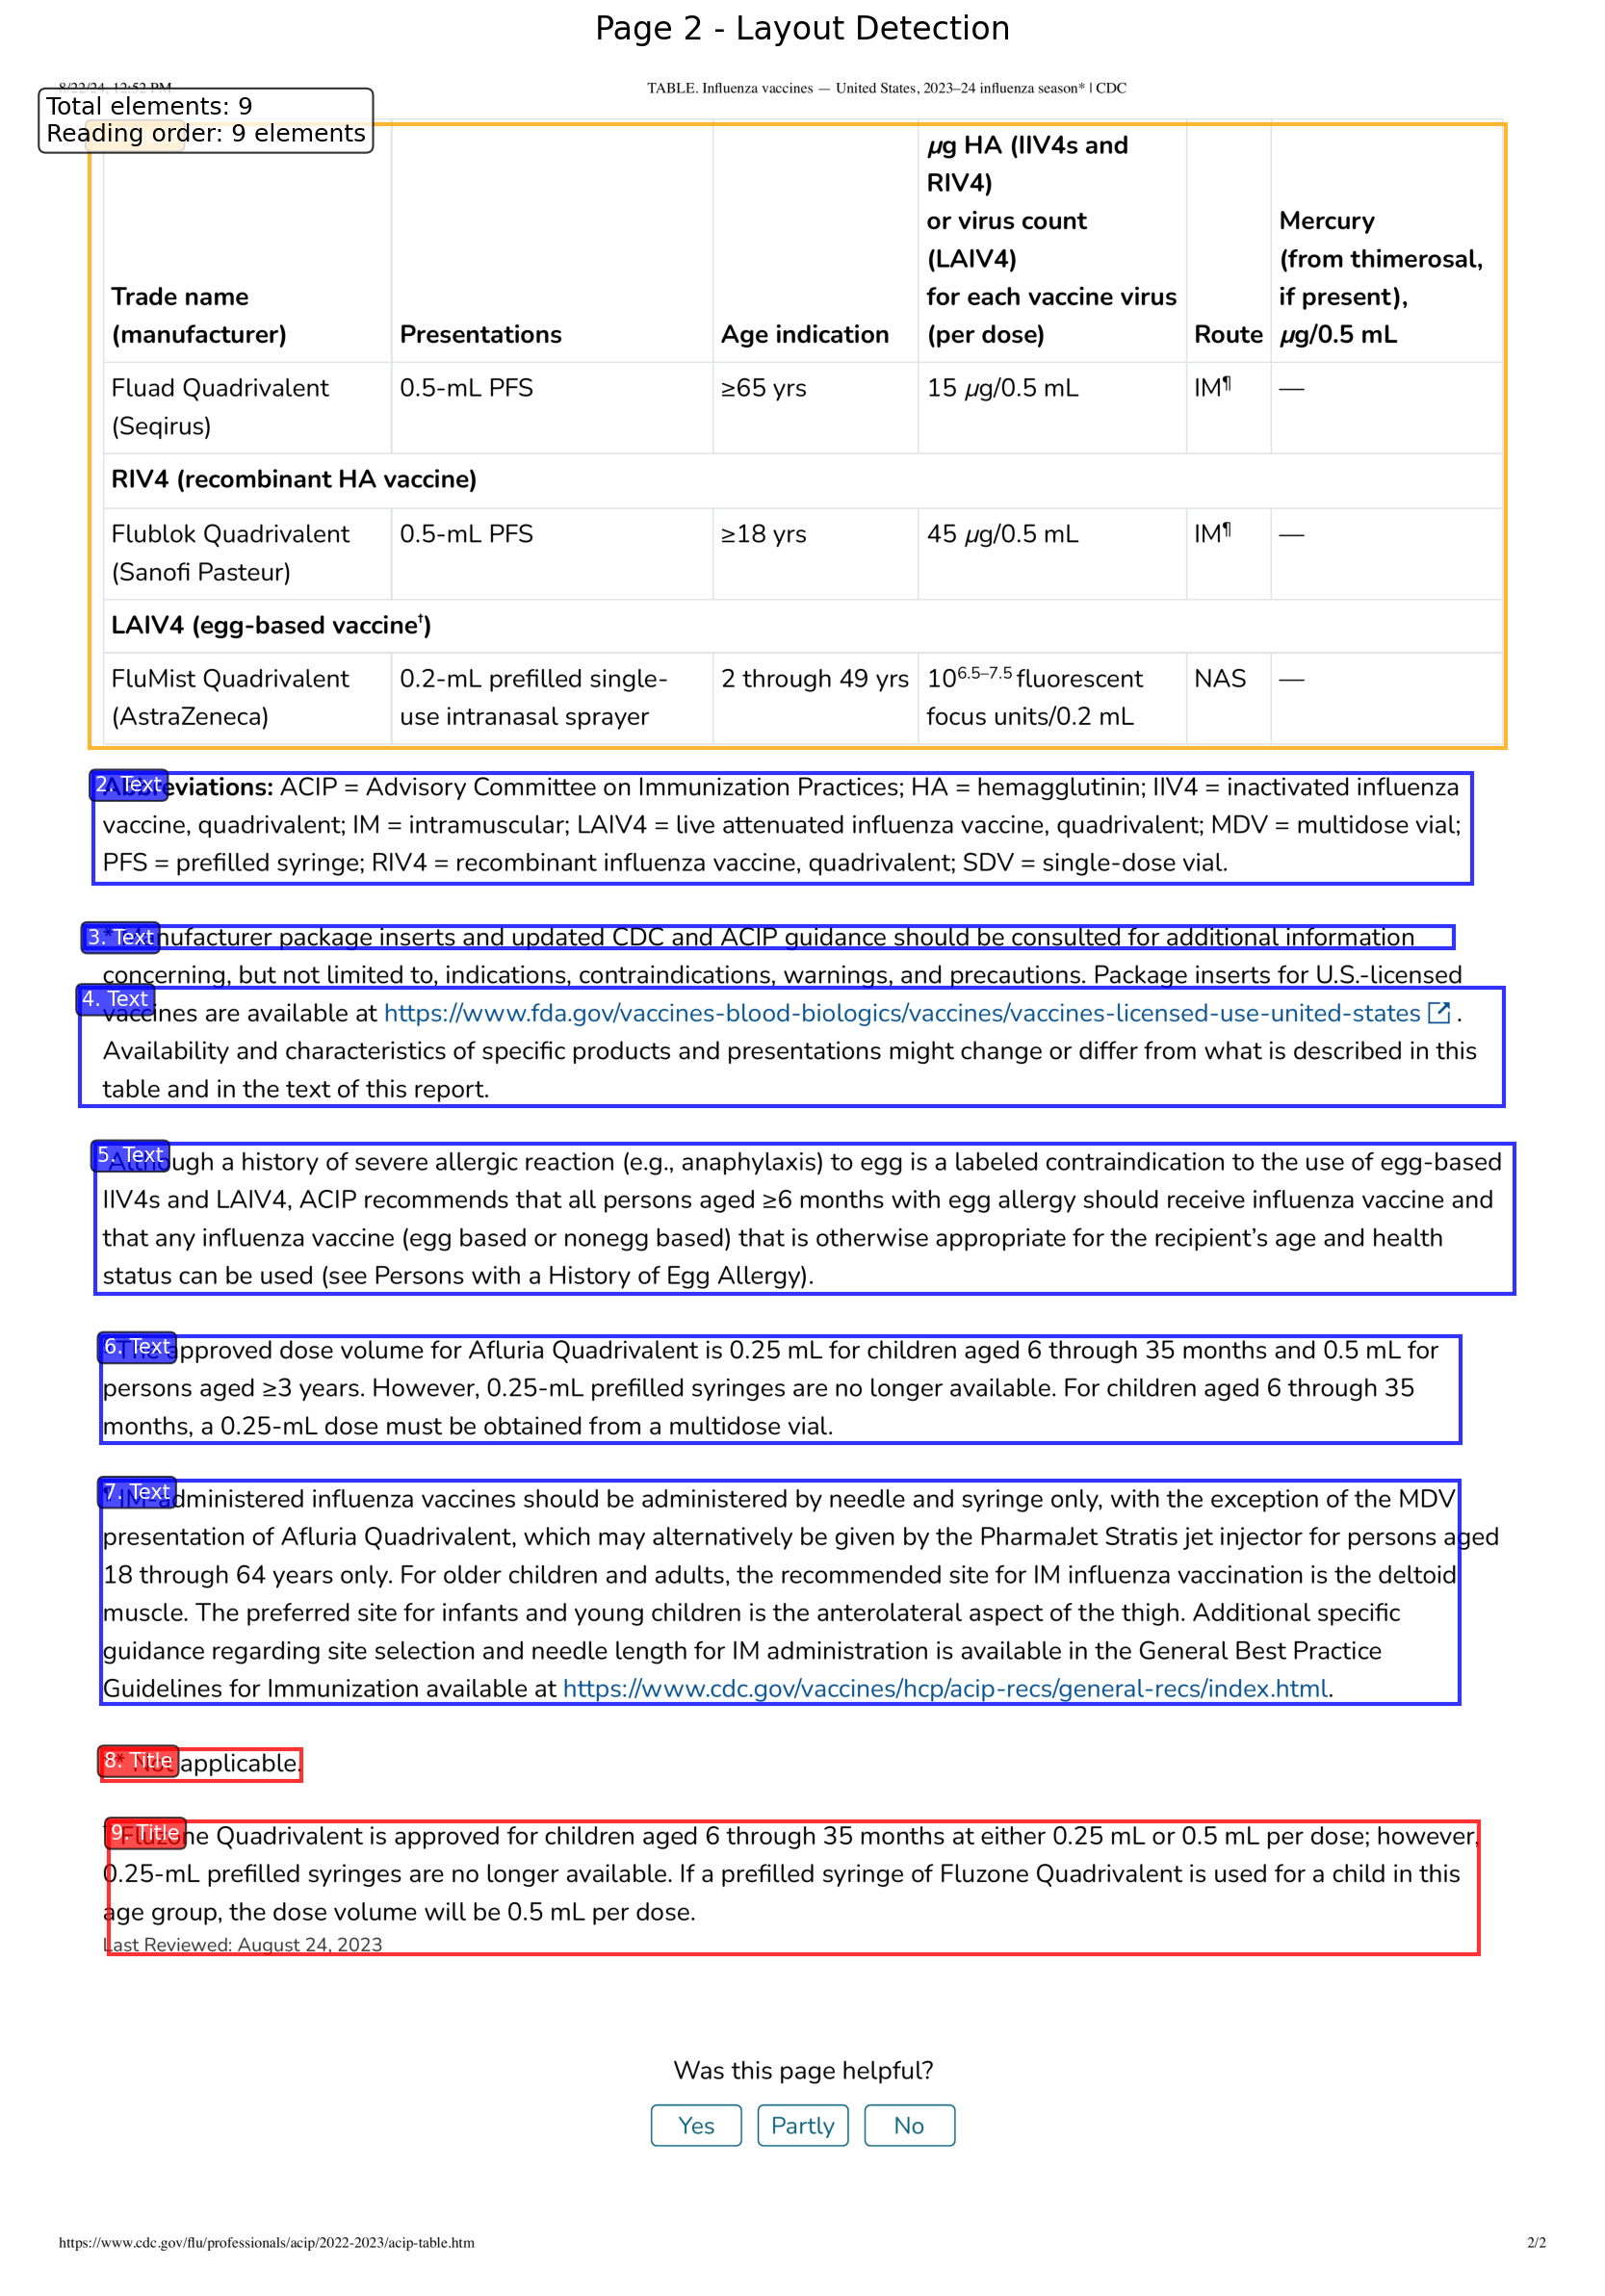 Page 2 - Layout Detection
TABLE. Influenza vaccines — United States, 2023–24 influenza season* | CDC
Total elements: 9
Reading order: 9 elements
Trade name
(manufacturer)
Presentations
Age indication
µg HA (IIV4s and
RIV4)
or virus count
(LAIV4)
for each vaccine virus
(per dose)
Route
Mercury
(from thimerosal,
if present),
µg/0.5 mL
Fluad Quadrivalent
(Seqirus)
0.5-mL PFS
≥65 yrs
15 µg/0.5 mL
IM¶
—
RIV4 (recombinant HA vaccine)
Flublok Quadrivalent
(Sanofi Pasteur)
0.5-mL PFS
≥18 yrs
45 µg/0.5 mL
IM¶
—
LAIV4 (egg-based vaccine†)
FluMist Quadrivalent
(AstraZeneca)
0.2-mL prefilled single-
use intranasal sprayer
2 through 49 yrs
10^6.5–7.5 fluorescent
focus units/0.2 mL
NAS
—
2. Text
Abbreviations: ACIP = Advisory Committee on Immunization Practices; HA = hemagglutinin; IIV4 = inactivated influenza
vaccine, quadrivalent; IM = intramuscular; LAIV4 = live attenuated influenza vaccine, quadrivalent; MDV = multidose vial;
PFS = prefilled syringe; RIV4 = recombinant influenza vaccine, quadrivalent; SDV = single-dose vial.
3. Text
* Manufacturer package inserts and updated CDC and ACIP guidance should be consulted for additional information
concerning, but not limited to, indications, contraindications, warnings, and precautions. Package inserts for U.S.-licensed
4. Text
vaccines are available at https://www.fda.gov/vaccines-blood-biologics/vaccines/vaccines-licensed-use-united-states .
Availability and characteristics of specific products and presentations might change or differ from what is described in this
table and in the text of this report.
5. Text
Although a history of severe allergic reaction (e.g., anaphylaxis) to egg is a labeled contraindication to the use of egg-based
IIV4s and LAIV4, ACIP recommends that all persons aged ≥6 months with egg allergy should receive influenza vaccine and
that any influenza vaccine (egg based or nonegg based) that is otherwise appropriate for the recipient’s age and health
status can be used (see Persons with a History of Egg Allergy).
6. Text
The approved dose volume for Afluria Quadrivalent is 0.25 mL for children aged 6 through 35 months and 0.5 mL for
persons aged ≥3 years. However, 0.25-mL prefilled syringes are no longer available. For children aged 6 through 35
months, a 0.25-mL dose must be obtained from a multidose vial.
7. Text
¶ IM-administered influenza vaccines should be administered by needle and syringe only, with the exception of the MDV
presentation of Afluria Quadrivalent, which may alternatively be given by the PharmaJet Stratis jet injector for persons aged
18 through 64 years only. For older children and adults, the recommended site for IM influenza vaccination is the deltoid
muscle. The preferred site for infants and young children is the anterolateral aspect of the thigh. Additional specific
guidance regarding site selection and needle length for IM administration is available in the General Best Practice
Guidelines for Immunization available at https://www.cdc.gov/vaccines/hcp/acip-recs/general-recs/index.html.
8. Title
** Not applicable.
9. Title
Fluzone Quadrivalent is approved for children aged 6 through 35 months at either 0.25 mL or 0.5 mL per dose; however,
0.25-mL prefilled syringes are no longer available. If a prefilled syringe of Fluzone Quadrivalent is used for a child in this
age group, the dose volume will be 0.5 mL per dose.
Last Reviewed: August 24, 2023
Was this page helpful?
Yes
Partly
No
https://www.cdc.gov/flu/professionals/acip/2022-2023/acip-table.htm
2/2